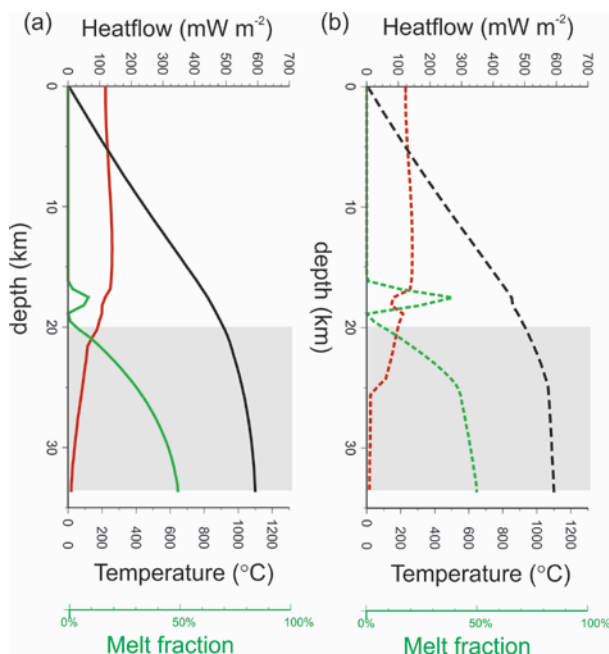 (a) Heatflow (mW m⁻²)
0 100 200 300 400 500 600 700
0
10
20
30
depth (km)
0 200 400 600 800 1000 1200
Temperature (°C)
0% 50% 100%
Melt fraction
(b) Heatflow (mW m⁻²)
0 100 200 300 400 500 600 700
0
10
20
30
depth (km)
0 200 400 600 800 1000 1200
Temperature (°C)
0% 50% 100%
Melt fraction